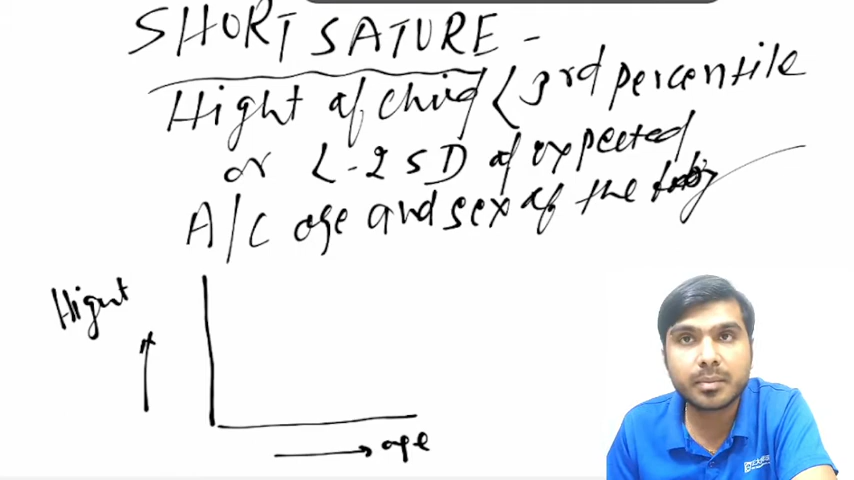 SHORT SATURE -
Hight of child < 3rd percentile
or < -2 SD of expected
A/C age and sex of the
Hight
age